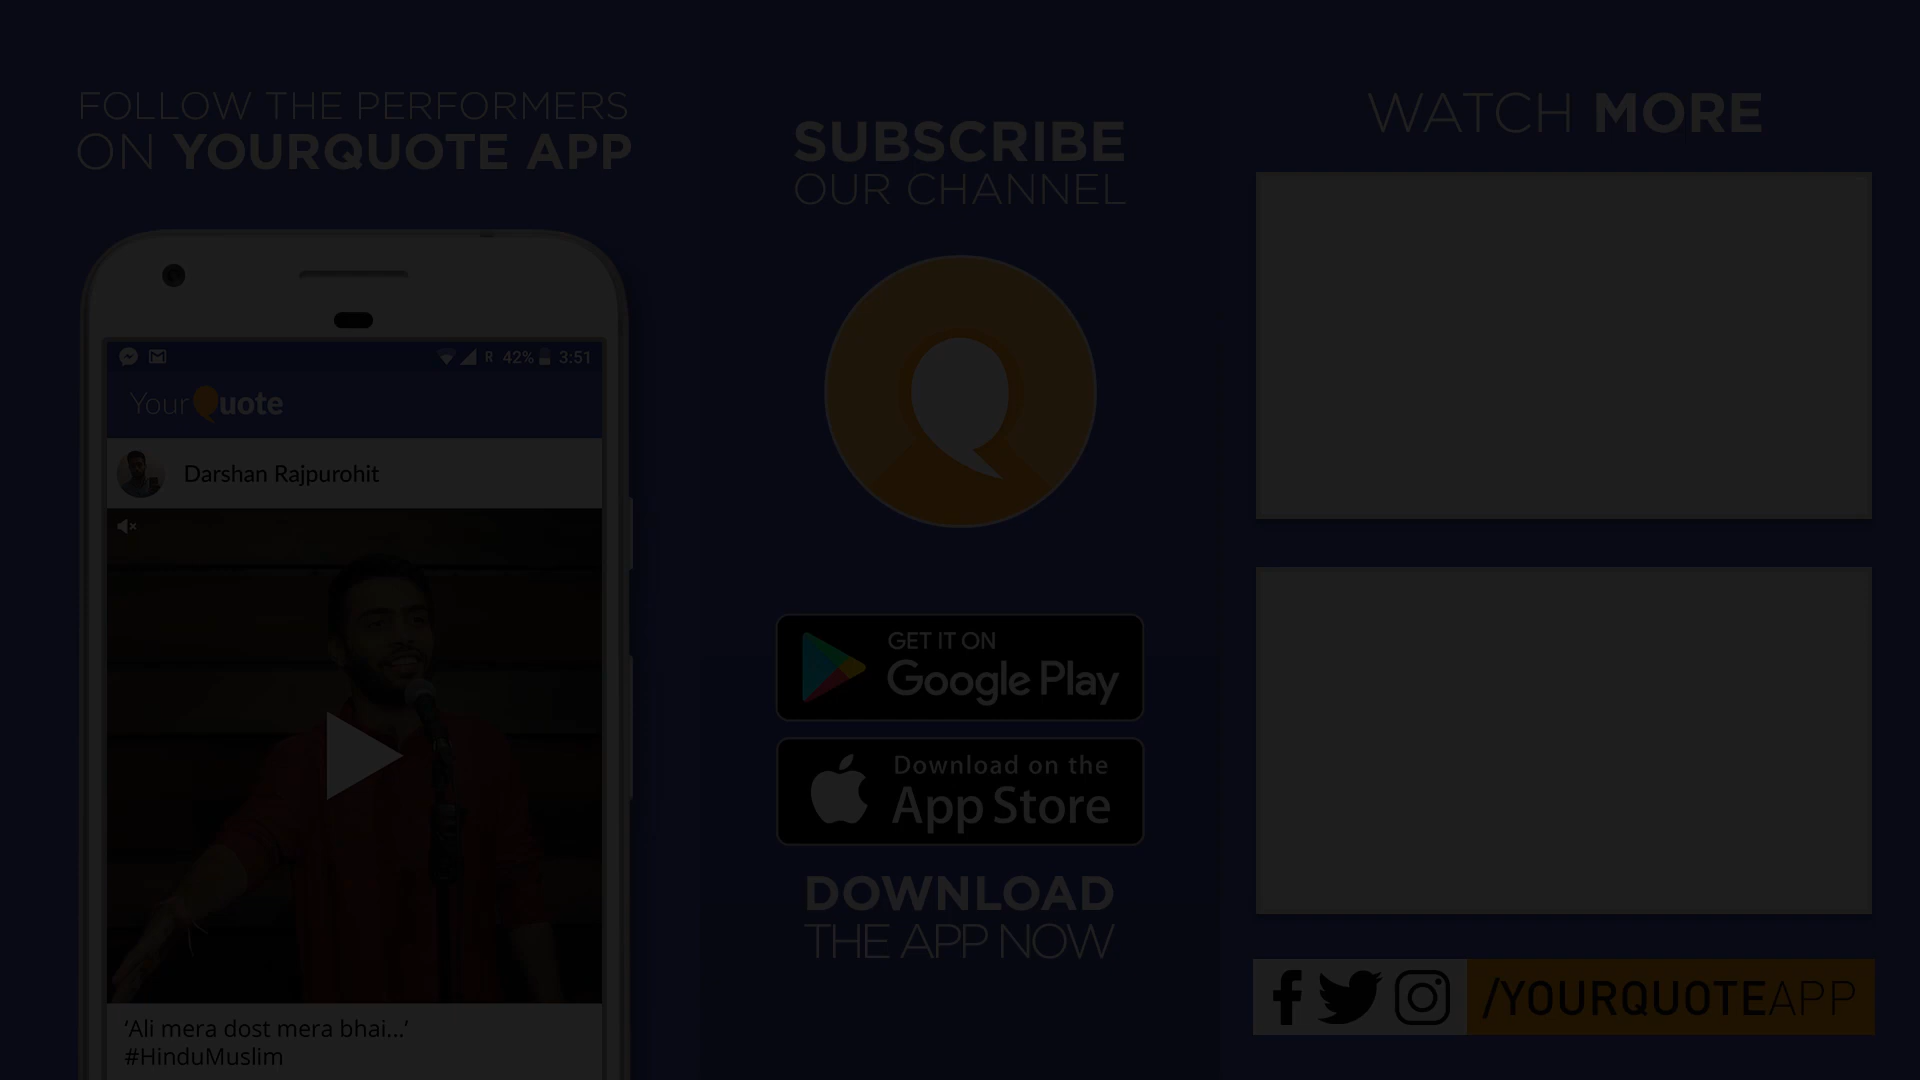 FOLLOW THE PERFORMERS
ON YOURQUOTE APP
R 42% 3:51
YourQuote
Darshan Rajpurohit
'Ali mera dost mera bhai...'
#HinduMuslim
SUBSCRIBE
OUR CHANNEL
GET IT ON
Google Play
Download on the
App Store
DOWNLOAD
THE APP NOW
WATCH MORE
/YOURQUOTEAPP